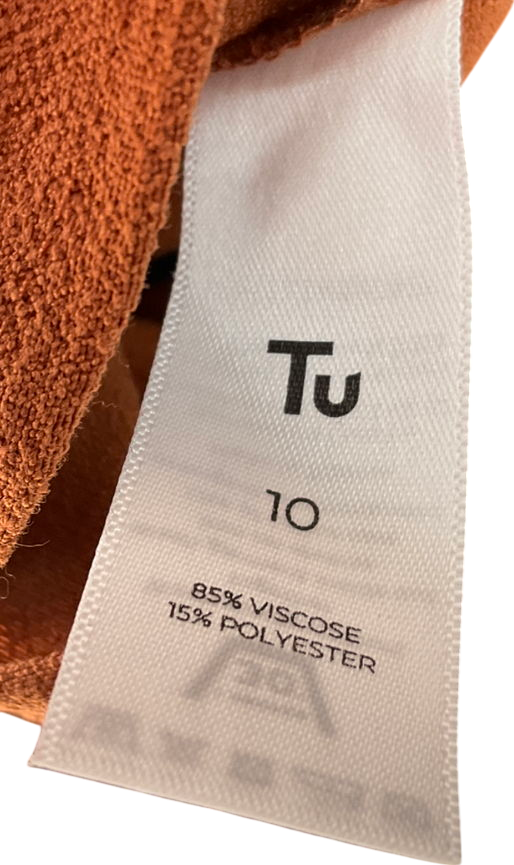 Tu
10
85% VISCOSE
15% POLYESTER